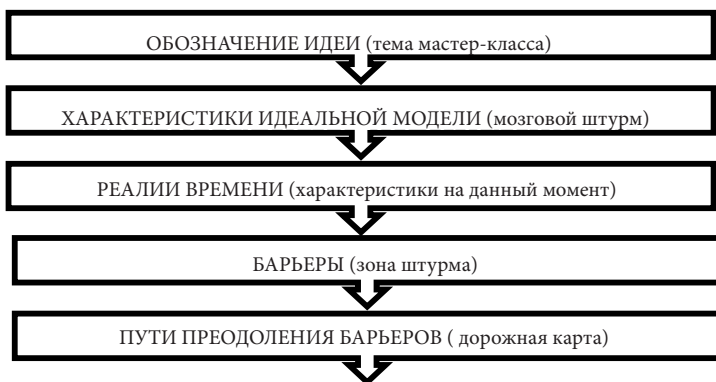 ОБОЗНАЧЕНИЕ ИДЕИ (тема мастер-класса)
ХАРАКТЕРИСТИКИ ИДЕАЛЬНОЙ МОДЕЛИ (мозговой штурм)
РЕАЛИИ ВРЕМЕНИ (характеристики на данный момент)
БАРЬЕРЫ (зона штурма)
ПУТИ ПРЕОДОЛЕНИЯ БАРЬЕРОВ ( дорожная карта)